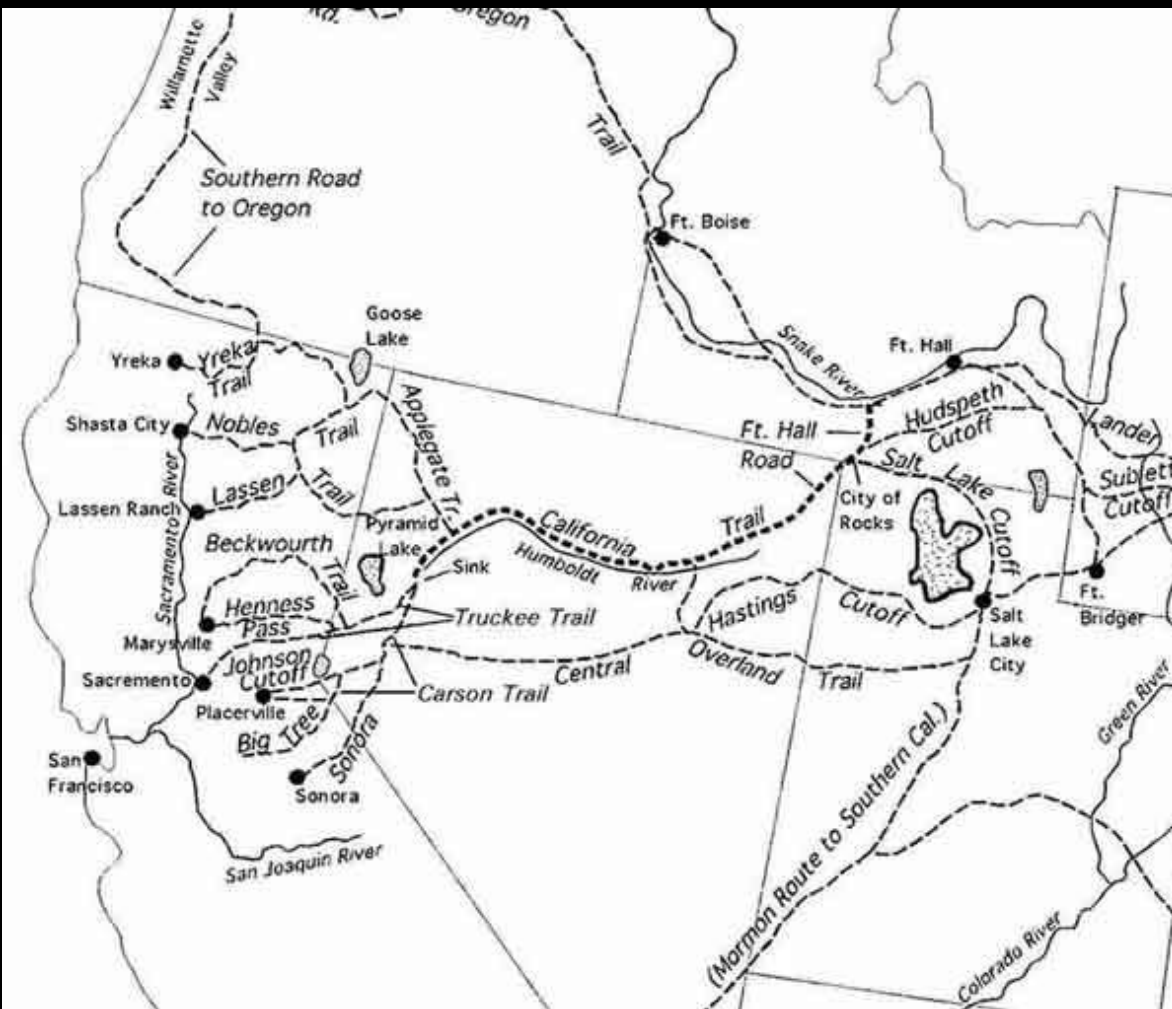 Rd.
Oregon
Willamette
Valley
Trail
Southern Road
to Oregon
Ft. Boise
Goose
Lake
Snake River
Ft. Hall
Yreka
Yreka
Trail
Applegate Tr.
Hudspeth
Cutoff
Lander
Shasta City
Nobles
Trail
Ft. Hall
Road
Salt Lake Cutoff
Sublett
Cutoff
City of
Rocks
Lassen Ranch
Lassen
Trail
Sacramento River
Pyramid
Lake
California
Trail
Humboldt
River
Beckwourth
Trail
Sink
Henness
Pass
Truckee Trail
Hastings
Cutoff
Ft.
Bridger
Marysville
Salt
Lake
City
Johnson
Cutoff
Central
Overland
Trail
Sacremento
Carson Trail
Placerville
Big Tree
Sonora
Green River
San
Francisco
Sonora
(Mormon Route to Southern Cal.)
San Joaquin River
Colorado River